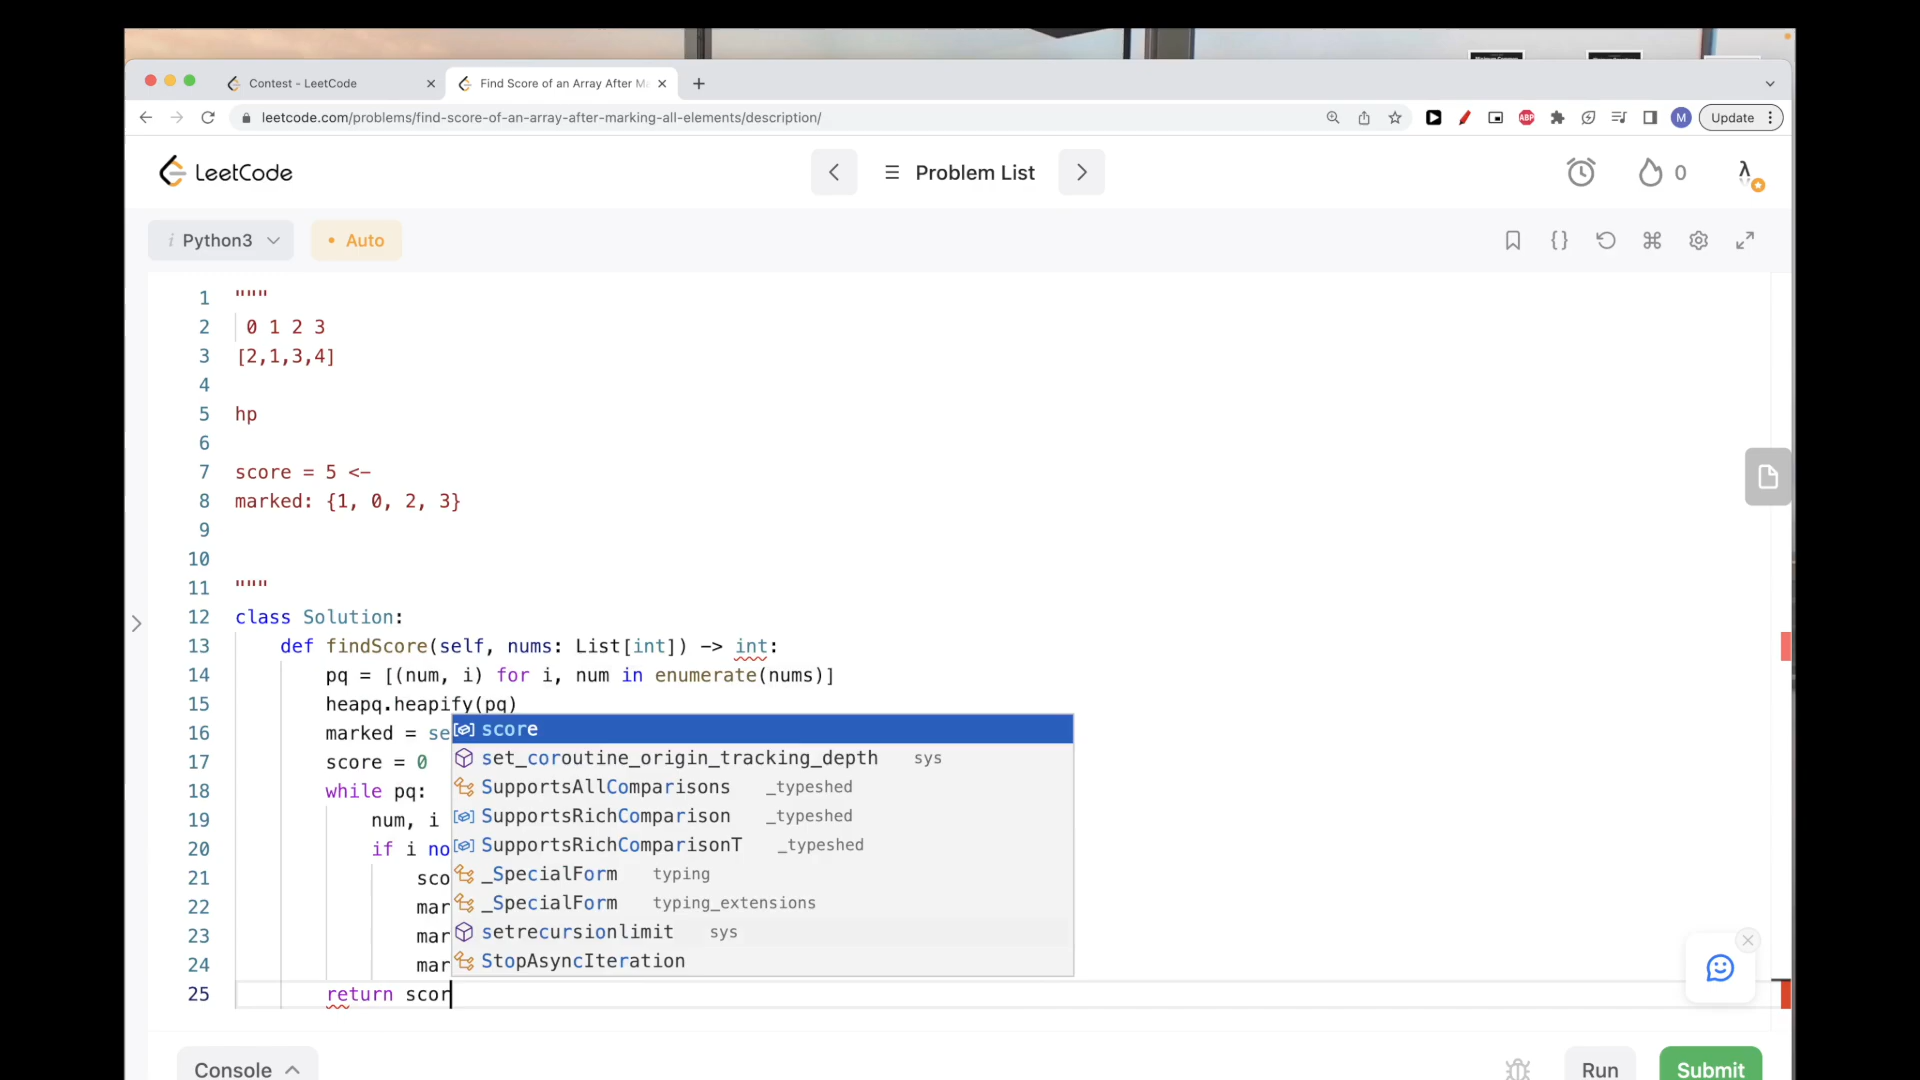 Contest - LeetCode
Find Score of an Array After M
leetcode.com/problems/find-score-of-an-array-after-marking-all-elements/description/
ABP
M
Update
LeetCode
Problem List
0
i Python3
• Auto
1 """
2 0 1 2 3
3 [2,1,3,4]
4
5 hp
6
7 score = 5 <-
8 marked: {1, 0, 2, 3}
9
10
11 """
12 class Solution:
13 def findScore(self, nums: List[int]) -> int:
14 pq = [(num, i) for i, num in enumerate(nums)]
15 heapq.heapify(pq)
16 marked = se
17 score = 0
18 while pq:
19 num, i
20 if i no
21 sco
22 mar
23 mar
24 mar
25 return scor
score
set_coroutine_origin_tracking_depth sys
SupportsAllComparisons _typeshed
SupportsRichComparison _typeshed
SupportsRichComparisonT _typeshed
_SpecialForm typing
_SpecialForm typing_extensions
setrecursionlimit sys
StopAsyncIteration
Console
Run
Submit